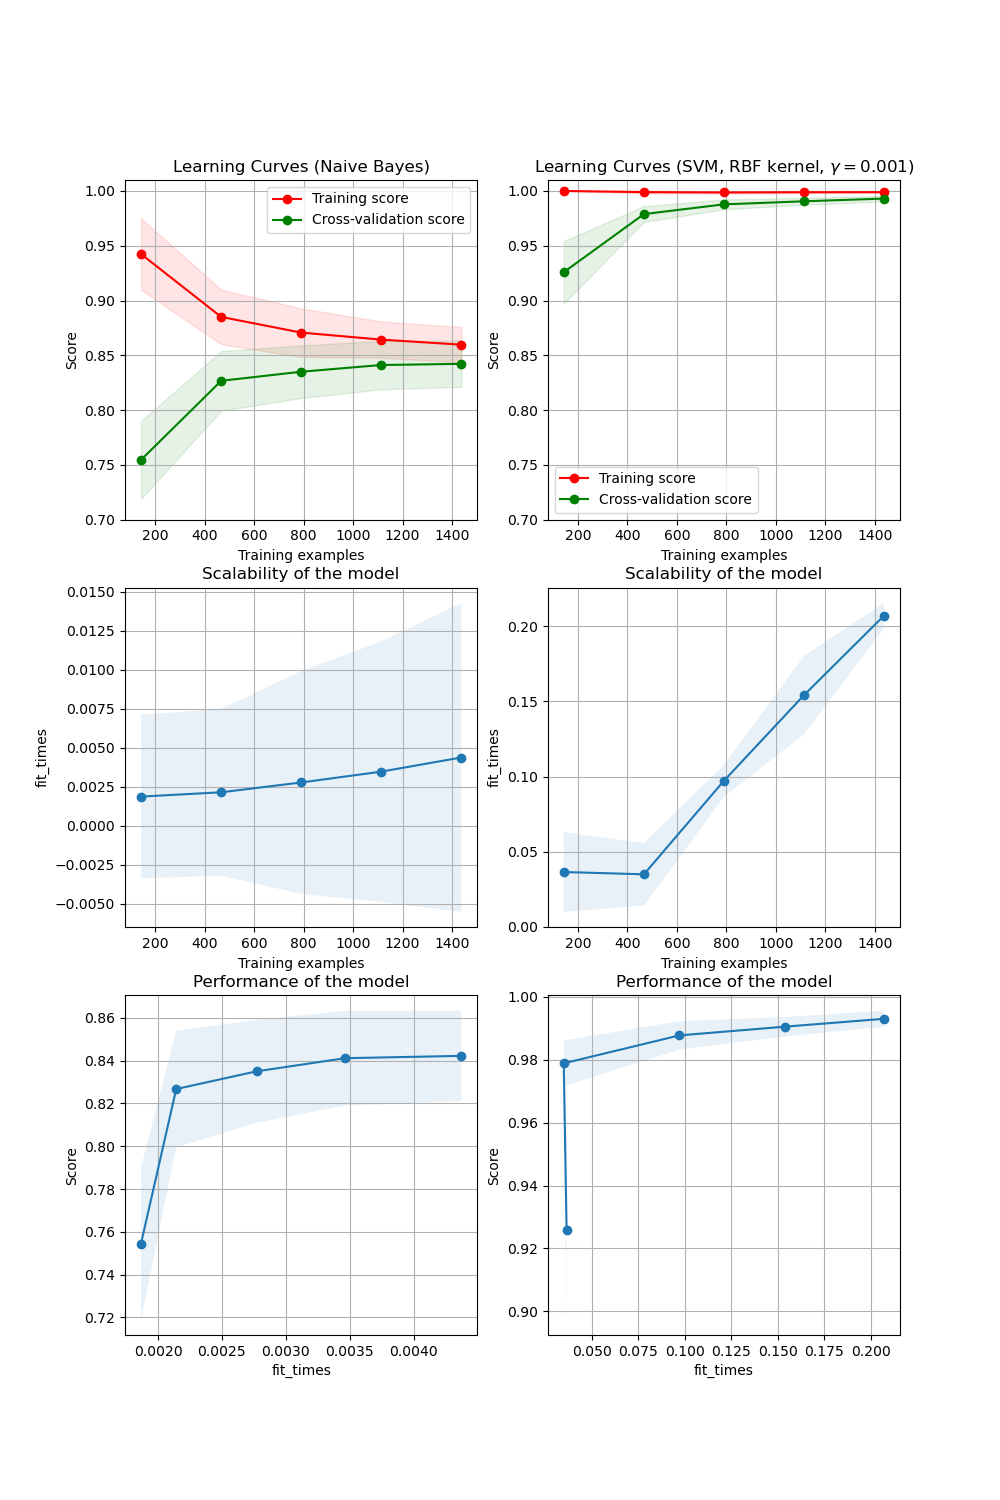 Learning Curves (Naive Bayes)
1.00
0.95
0.90
0.85
0.80
0.75
0.70
Score
Training score
Cross-validation score
200 400 600 800 1000 1200 1400
Training examples
Learning Curves (SVM, RBF kernel, γ = 0.001)
1.00
0.95
0.90
0.85
0.80
0.75
0.70
Score
Training score
Cross-validation score
200 400 600 800 1000 1200 1400
Training examples
Scalability of the model
0.0150
0.0125
0.0100
0.0075
0.0050
0.0025
0.0000
−0.0025
−0.0050
fit_times
200 400 600 800 1000 1200 1400
Training examples
Scalability of the model
0.20
0.15
0.10
0.05
0.00
fit_times
200 400 600 800 1000 1200 1400
Training examples
Performance of the model
0.86
0.84
0.82
0.80
0.78
0.76
0.74
0.72
Score
0.0020 0.0025 0.0030 0.0035 0.0040
fit_times
Performance of the model
1.00
0.98
0.96
0.94
0.92
0.90
Score
0.050 0.075 0.100 0.125 0.150 0.175 0.200
fit_times